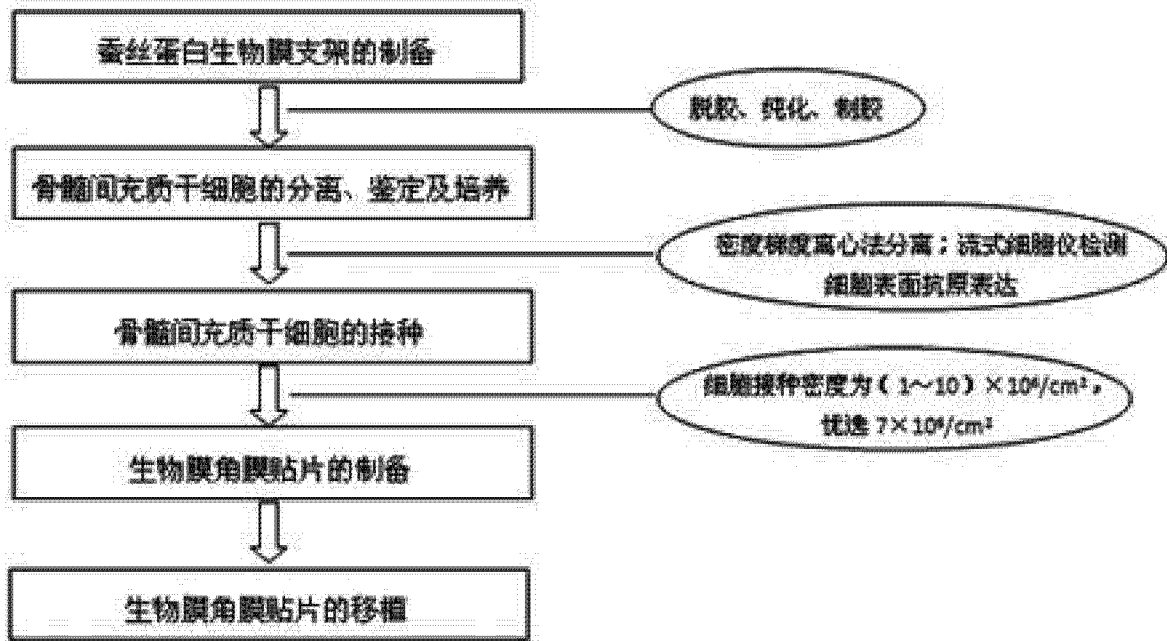 蚕丝蛋白生物膜支架的制备
脱胶、纯化、制胶
骨髓间充质干细胞的分离、鉴定及培养
密度梯度离心法分离；流式细胞仪检测
细胞表面抗原表达
骨髓间充质干细胞的接种
细胞接种密度为（1～10）×10⁶/cm²，
优选 7×10⁶/cm²
生物膜角膜贴片的制备
生物膜角膜贴片的移植